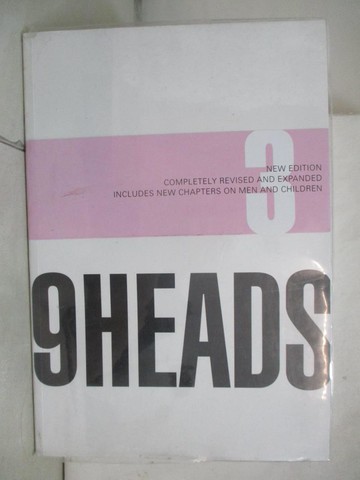 3
NEW EDITION
COMPLETELY REVISED AND EXPANDED
INCLUDES NEW CHAPTERS ON MEN AND CHILDREN
9HEADS